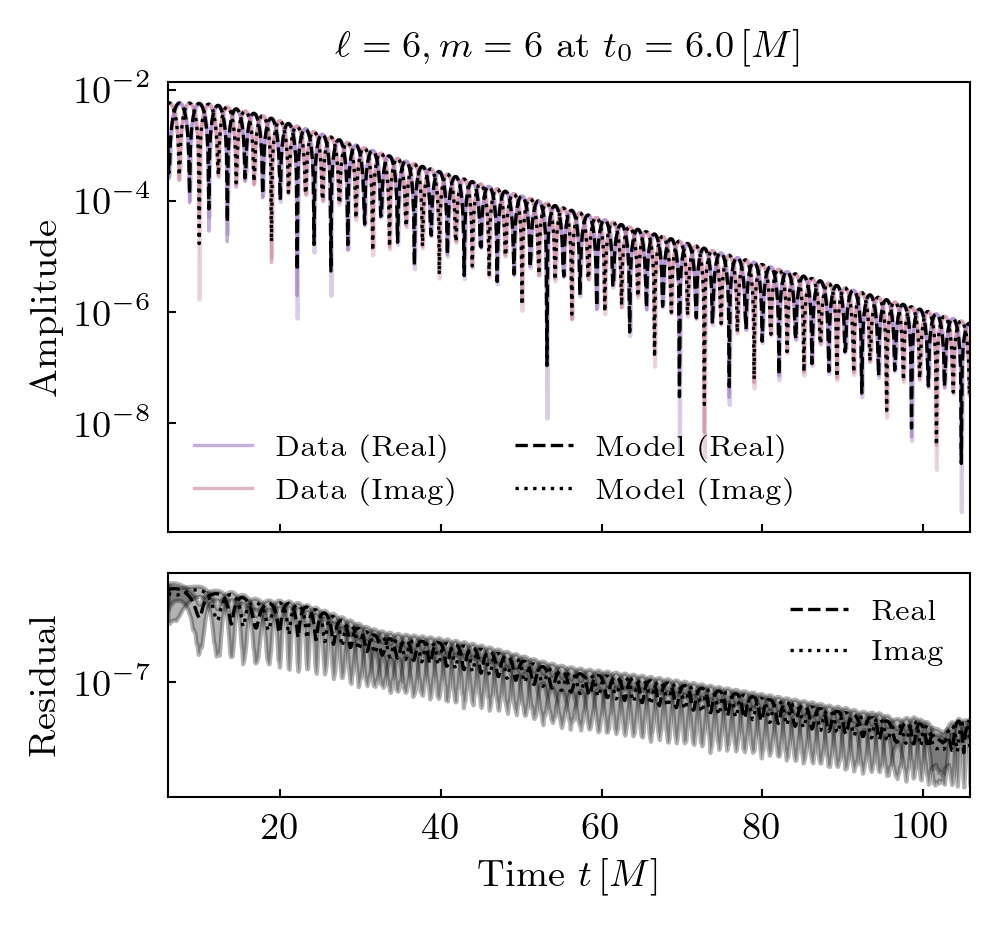 ℓ = 6, m = 6 at t₀ = 6.0 [M]
Amplitude
10⁻²
10⁻⁴
10⁻⁶
10⁻⁸
Data (Real)
Data (Imag)
Model (Real)
Model (Imag)
Residual
10⁻⁷
Real
Imag
20 40 60 80 100
Time t [M]